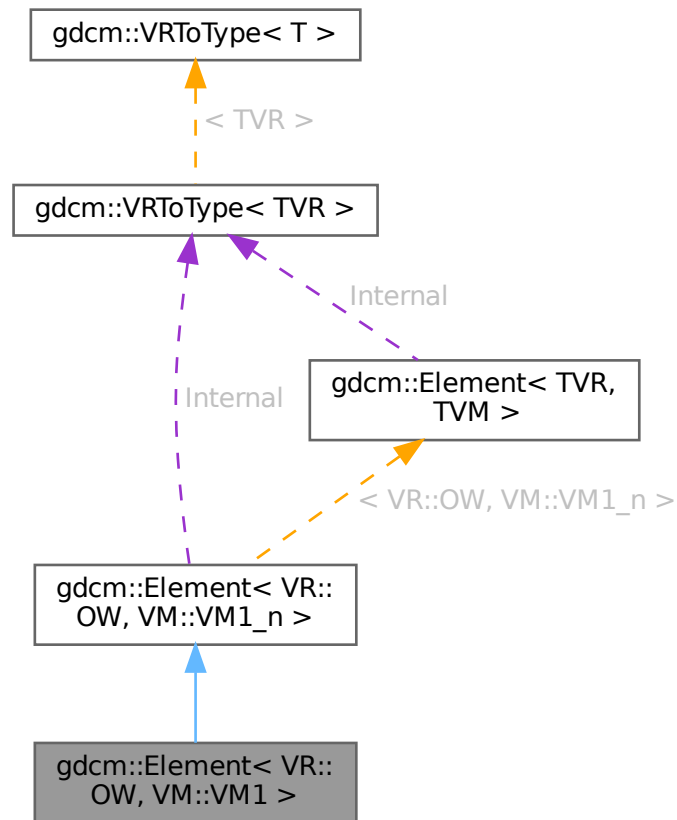 gdcm::VRToType< T >
< TVR >
gdcm::VRToType< TVR >
Internal
gdcm::Element< TVR,
TVM >
Internal
< VR::OW, VM::VM1_n >
gdcm::Element< VR::
OW, VM::VM1_n >
gdcm::Element< VR::
OW, VM::VM1 >